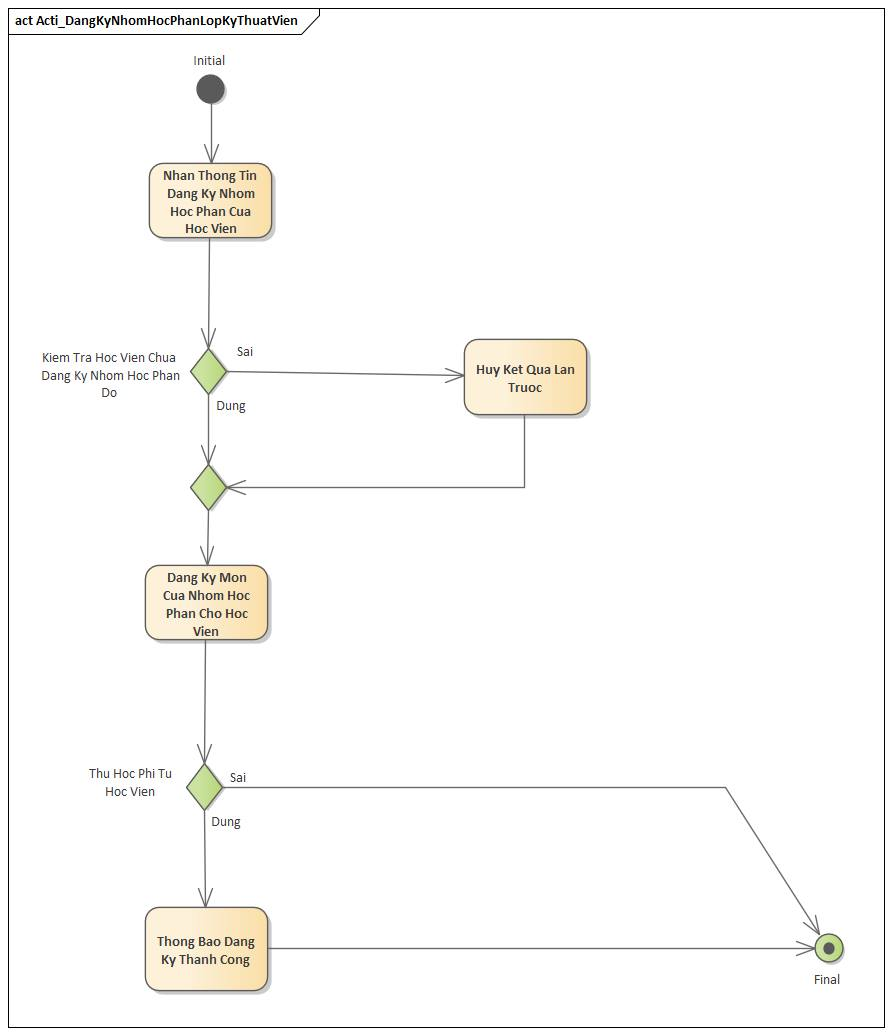 act Acti_DangKyNhomHocPhanLopKyThuatVien
Initial
Nhan Thong Tin
Dang Ky Nhom
Hoc Phan Cua
Hoc Vien
Kiem Tra Hoc Vien Chua
Dang Ky Nhom Hoc Phan
Do
Sai
Dung
Huy Ket Qua Lan
Truoc
Dang Ky Mon
Cua Nhom Hoc
Phan Cho Hoc
Vien
Thu Hoc Phi Tu
Hoc Vien
Sai
Dung
Thong Bao Dang
Ky Thanh Cong
Final